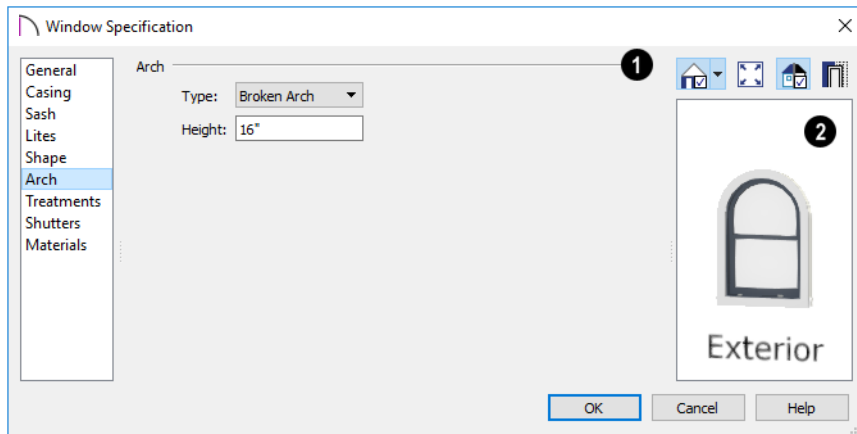 Window Specification
General
Casing
Sash
Lites
Shape
Arch
Treatments
Shutters
Materials
Arch
Type: Broken Arch
Height: 16"
1
2
Exterior
OK Cancel Help